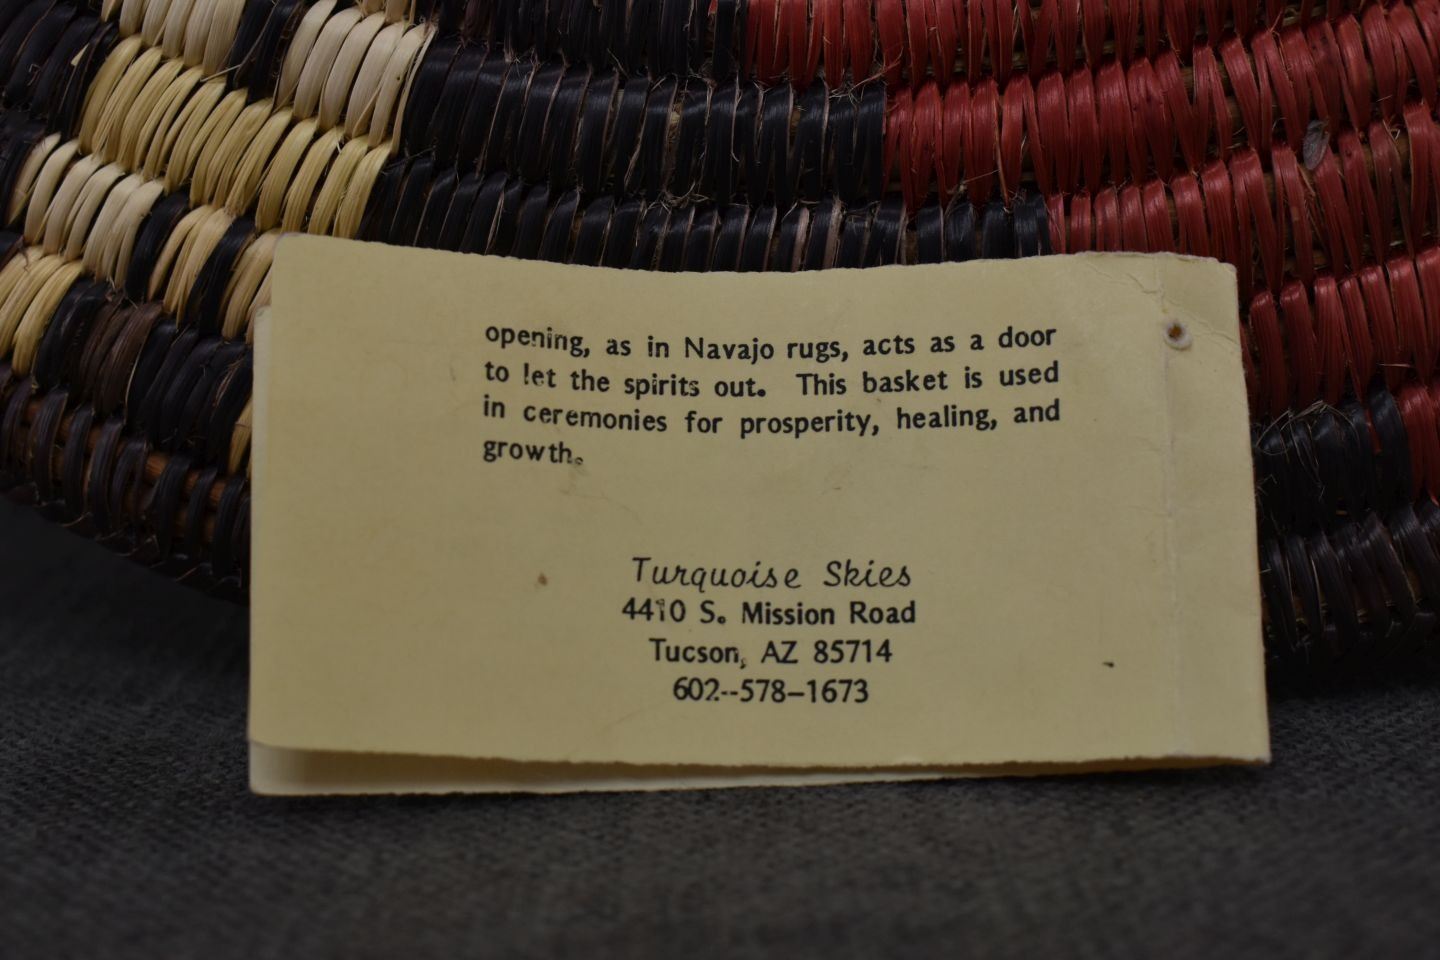 opening, as in Navajo rugs, acts as a door
to let the spirits out. This basket is used
in ceremonies for prosperity, healing, and
growth.
Turquoise Skies
4410 S. Mission Road
Tucson, AZ 85714
602--578-1673